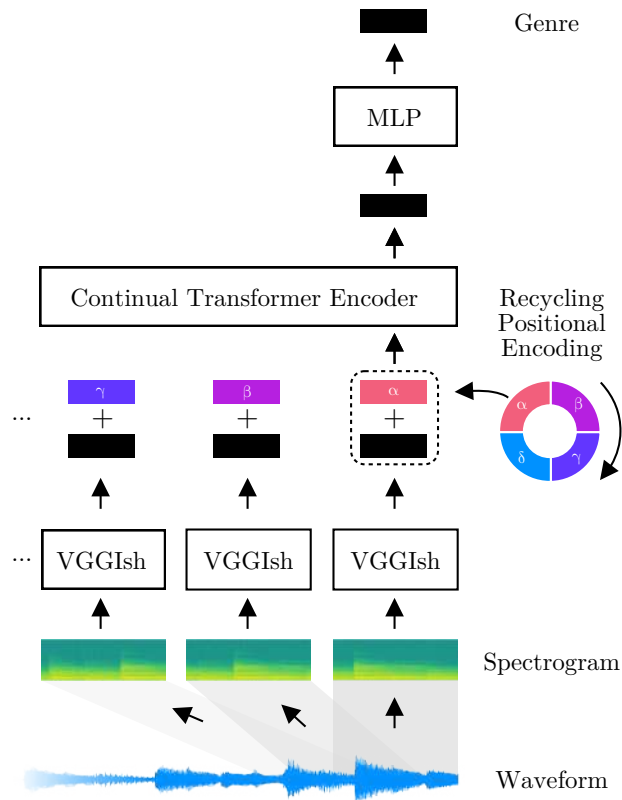 Genre
MLP
Continual Transformer Encoder
Recycling
Positional
Encoding
γ
β
α
... + + +
α
β
δ
γ
... VGGIsh VGGIsh VGGIsh
Spectrogram
Waveform